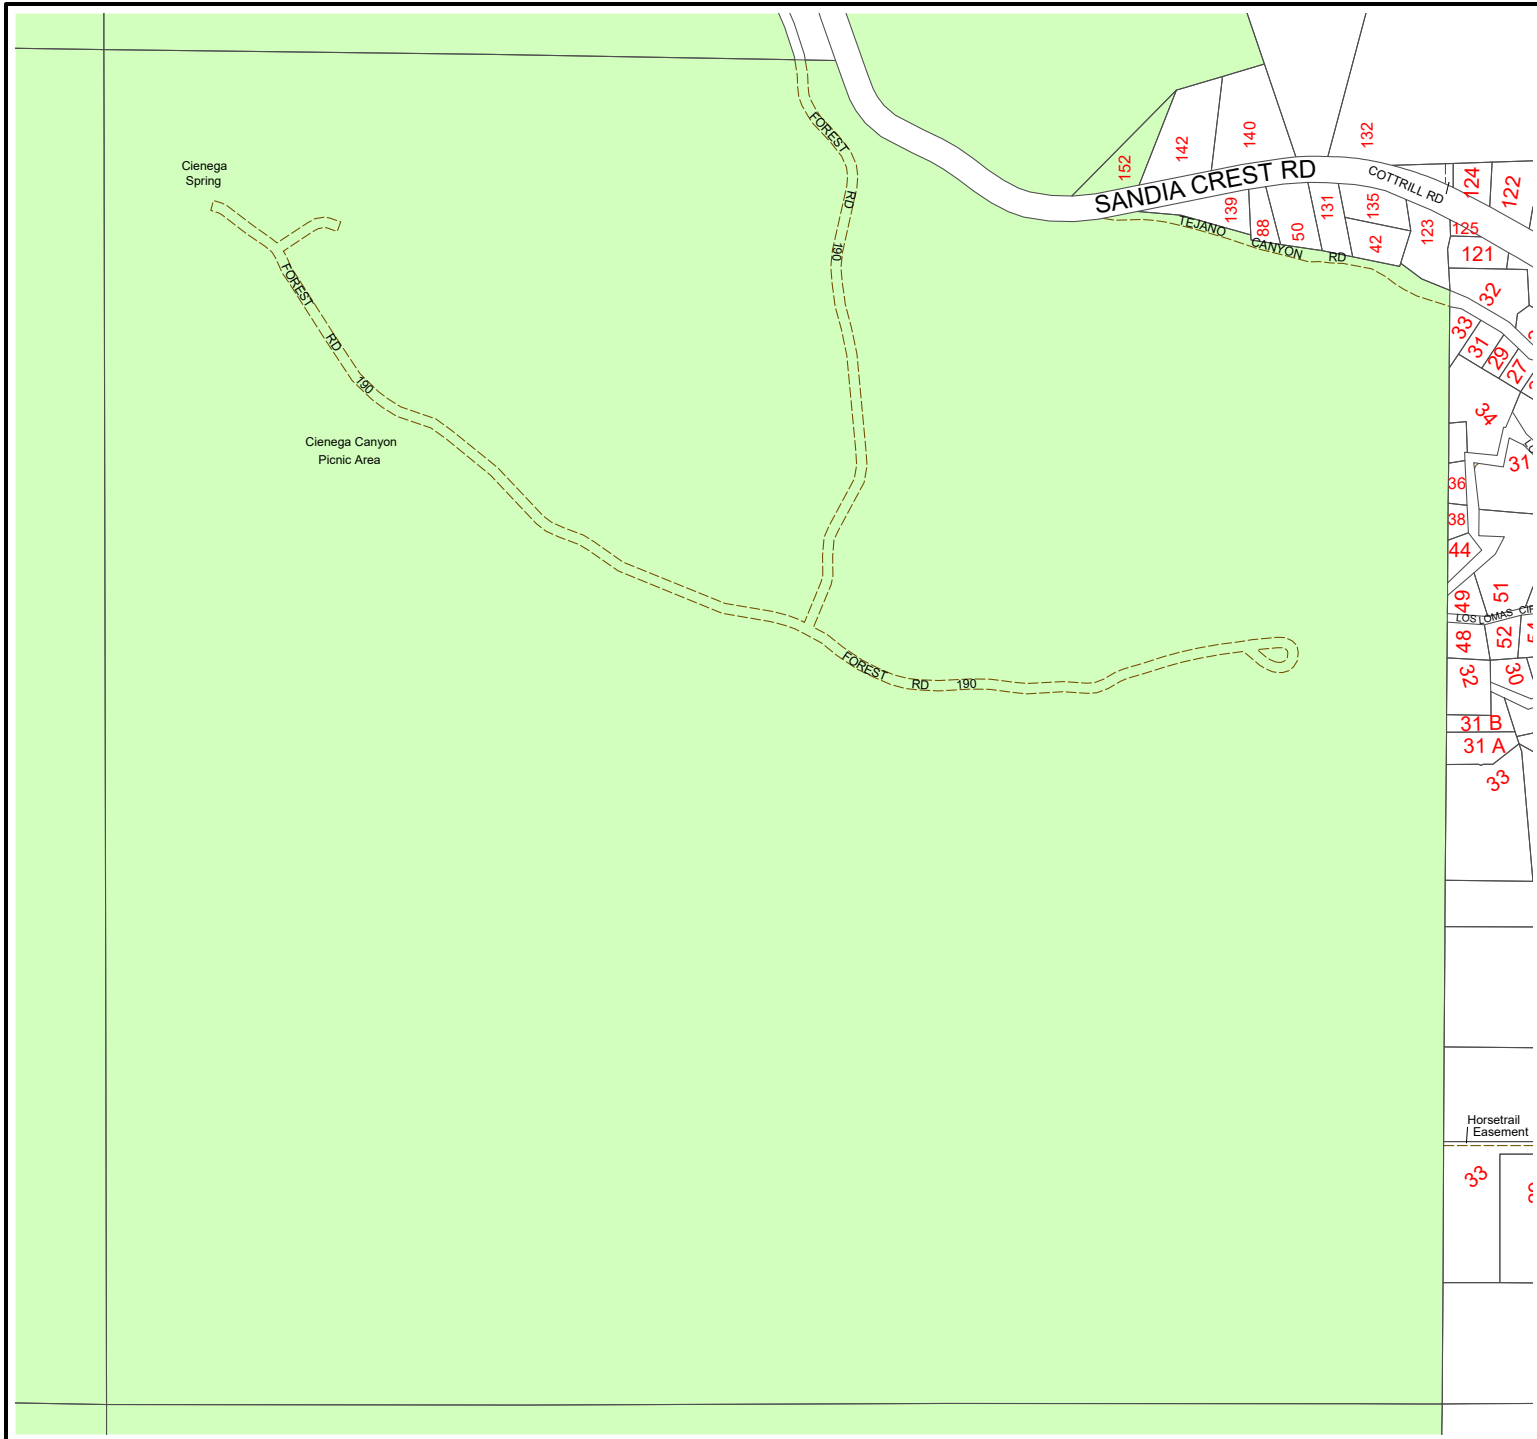 Cienega
Spring
FOREST RD 190
Cienega Canyon
Picnic Area
FOREST RD 190
FOREST RD 190
SANDIA CREST RD
COTTRILL RD
TEJANO CANYON RD
152
142
140
132
124
122
139
88
50
131
135
42
123
125
121
32
33
31
29
27
34
31
36
38
44
49
51
LOS LOMAS
48
52
32
30
31 B
31 A
33
Horsetrail
Easement
33